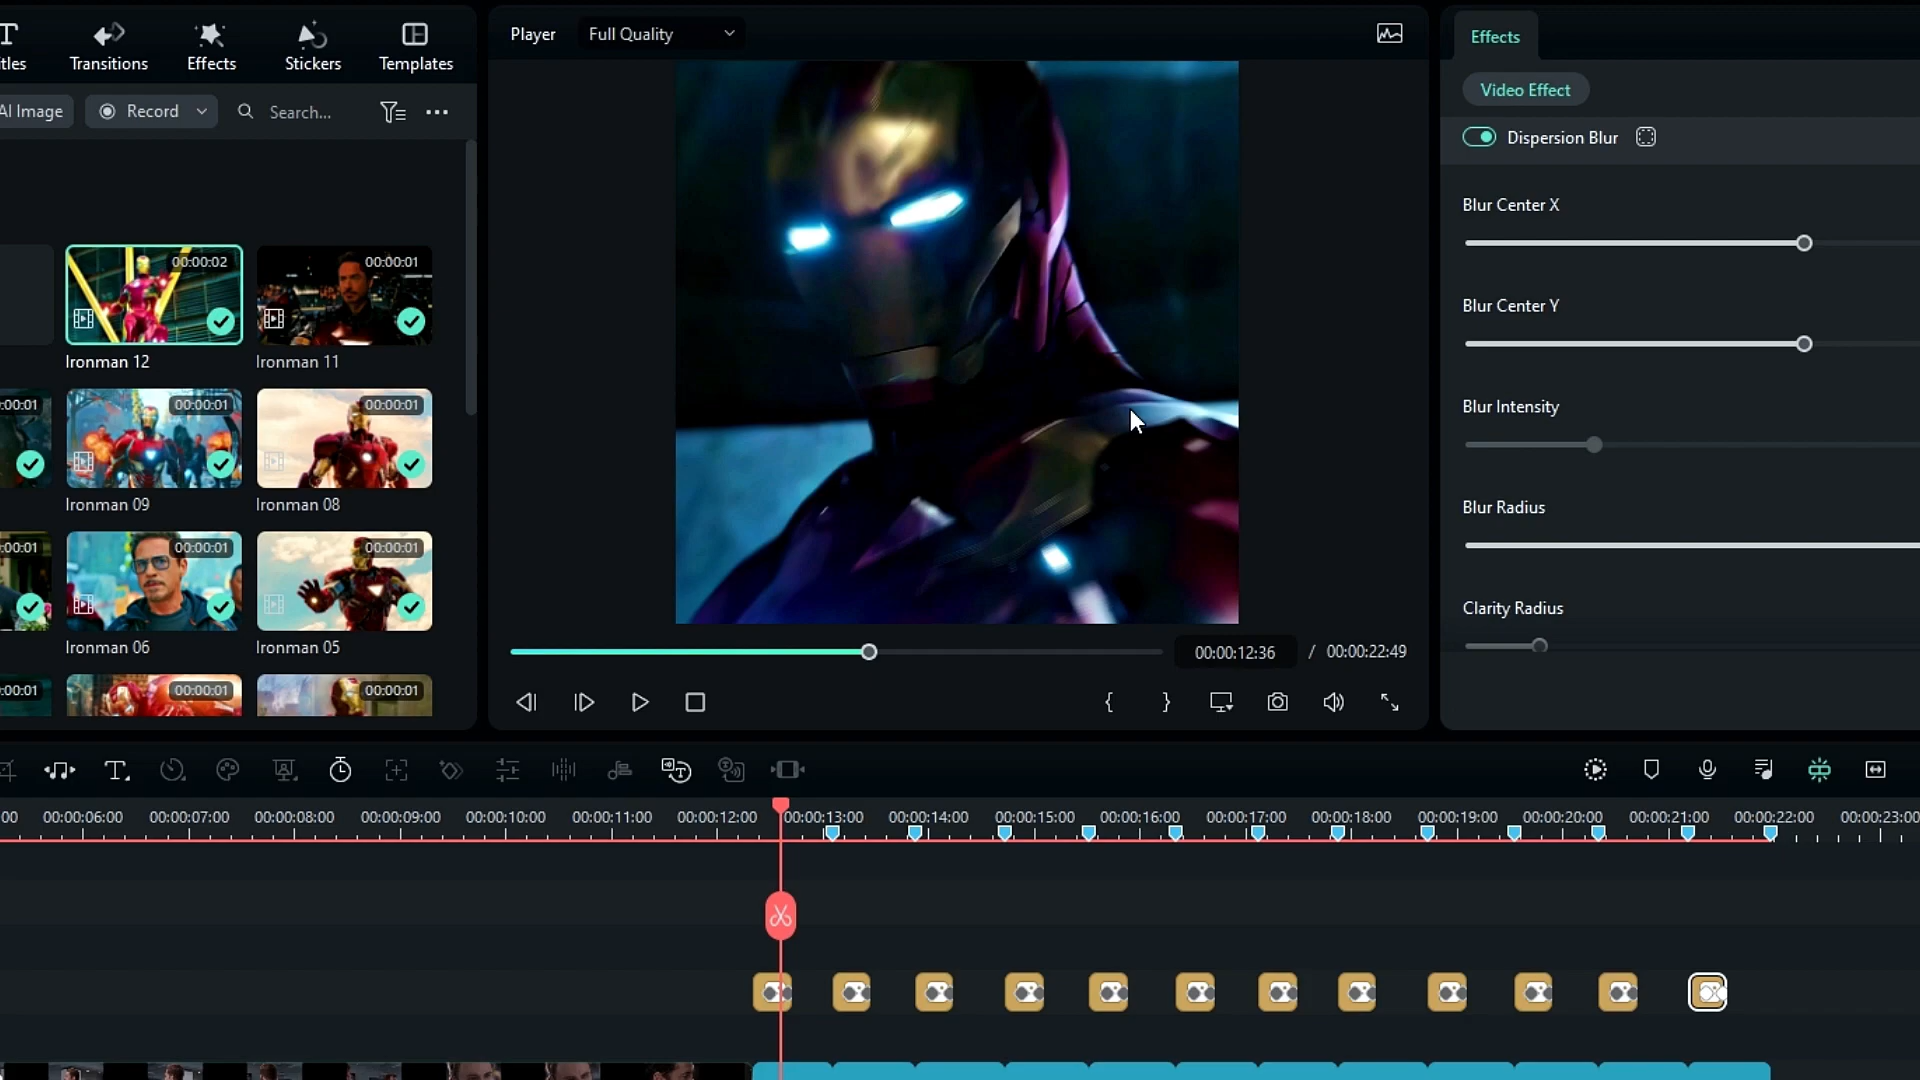 tles
Transitions
Effects
Stickers
Templates
AI Image
Record
Search...
00:00:02
00:00:01
Ironman 12
Ironman 11
:00:01
00:00:01
00:00:01
Ironman 09
Ironman 08
:00:01
00:00:01
00:00:01
Ironman 06
Ironman 05
:00:01
00:00:01
00:00:01
Player
Full Quality
00:00:12:36
/ 00:00:22:49
{ }
Effects
Video Effect
Dispersion Blur
Blur Center X
Blur Center Y
Blur Intensity
Blur Radius
Clarity Radius
00 00:00:06:00 00:00:07:00 00:00:08:00 00:00:09:00 00:00:10:00 00:00:11:00 00:00:12:00 00:00:13:00 00:00:14:00 00:00:15:00 00:00:16:00 00:00:17:00 00:00:18:00 00:00:19:00 00:00:20:00 00:00:21:00 00:00:22:00 00:00:23:00